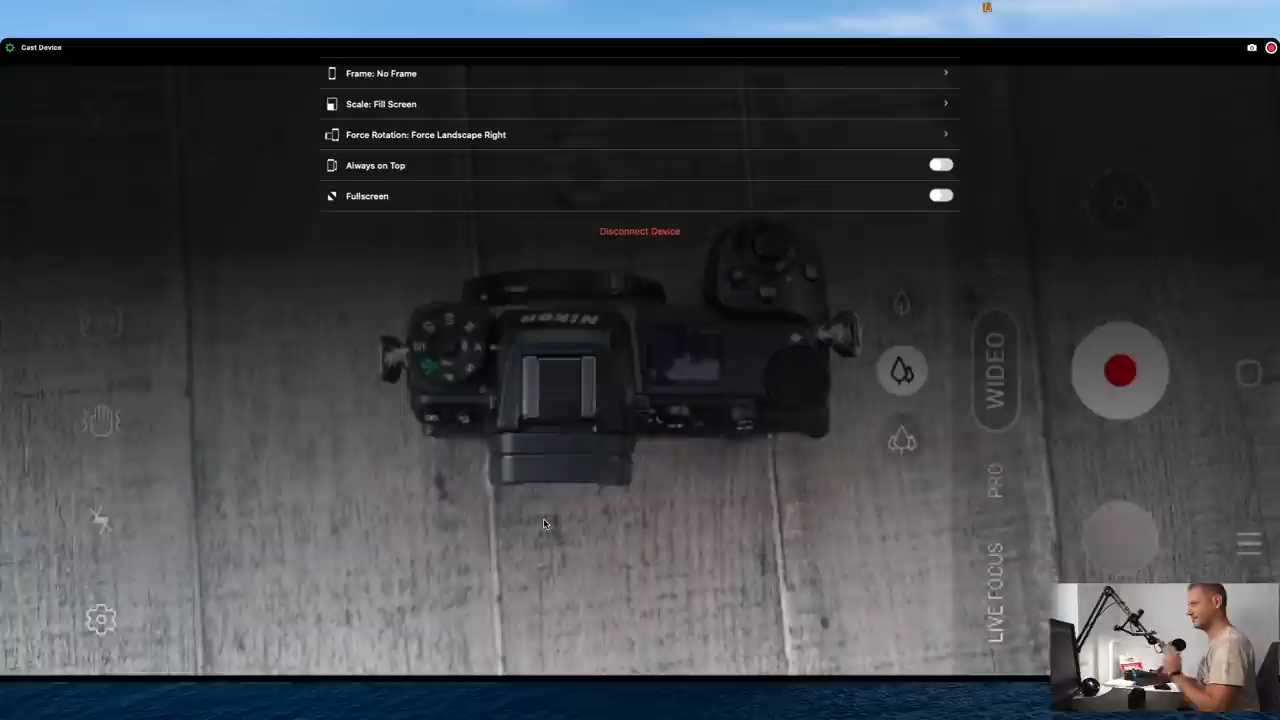 Cast Device
Frame: No Frame
Scale: Fill Screen
Force Rotation: Force Landscape Right
Always on Top
Fullscreen
Disconnect Device
Nikon
WIDEO
PRO
LIVE FOCUS